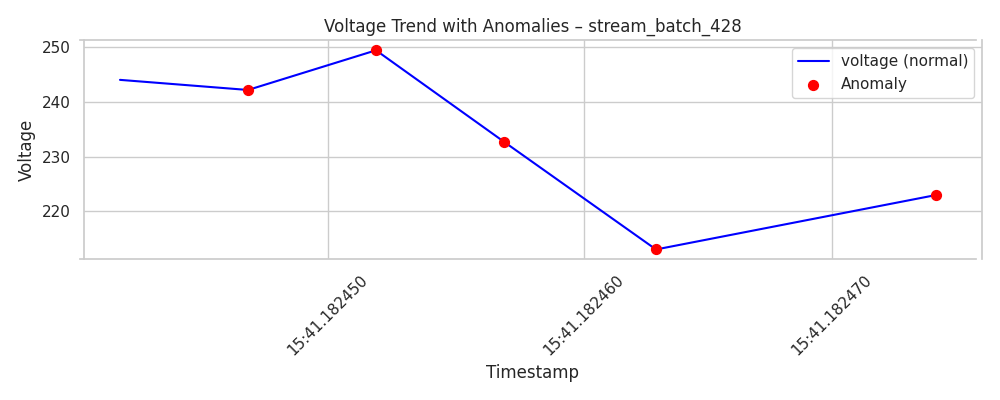 Voltage Trend with Anomalies – stream_batch_428
voltage (normal)
Anomaly
Voltage
250
240
230
220
15:41.182450
15:41.182460
15:41.182470
Timestamp